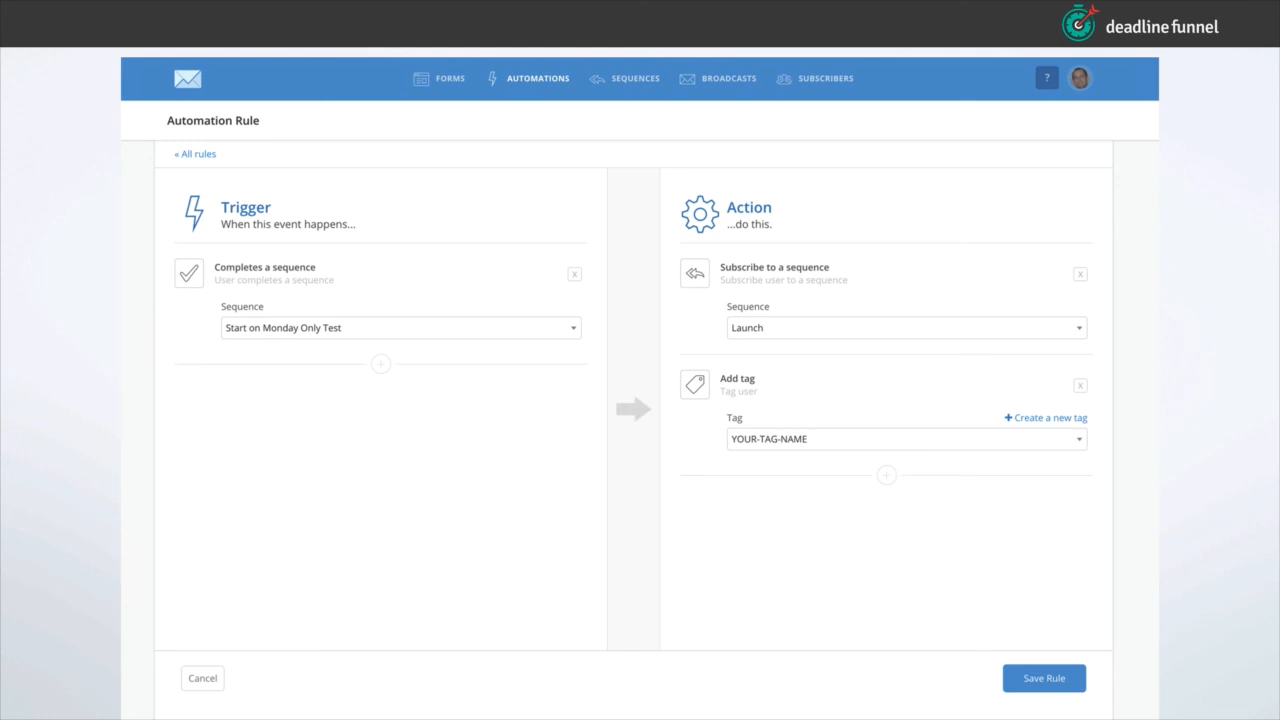 deadline funnel
FORMS
AUTOMATIONS
SEQUENCES
BROADCASTS
SUBSCRIBERS
?
Automation Rule
« All rules
Trigger
When this event happens...
Completes a sequence
User completes a sequence
x
Sequence
Start on Monday Only Test
Action
...do this.
Subscribe to a sequence
Subscribe user to a sequence
x
Sequence
Launch
Add tag
Tag user
x
Tag
+ Create a new tag
YOUR-TAG-NAME
Cancel
Save Rule